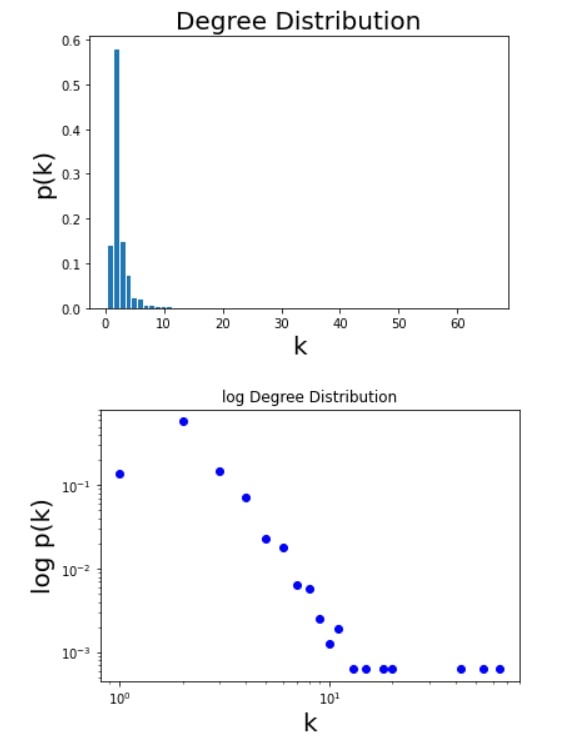 Degree Distribution
0.6
0.5
0.4
0.3
0.2
0.1
0.0
p(k)
0 10 20 30 40 50 60
k
log Degree Distribution
10⁻¹
10⁻²
10⁻³
log p(k)
10⁰ 10¹
k